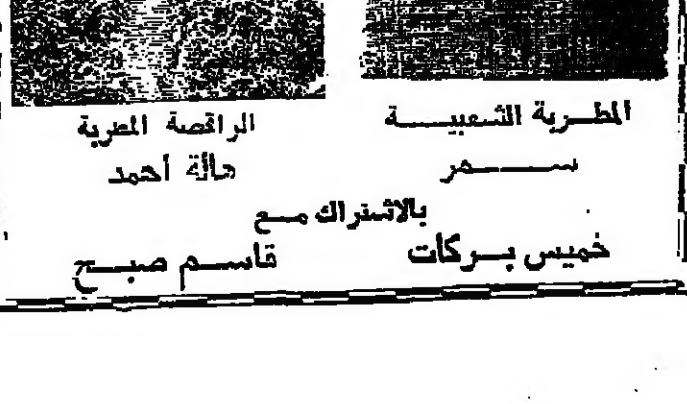 المطربة الشعبية
سمر
الراقصة المصرية
هالة أحمد
بالاشتراك مع
خميس بركات
قاسم صبح